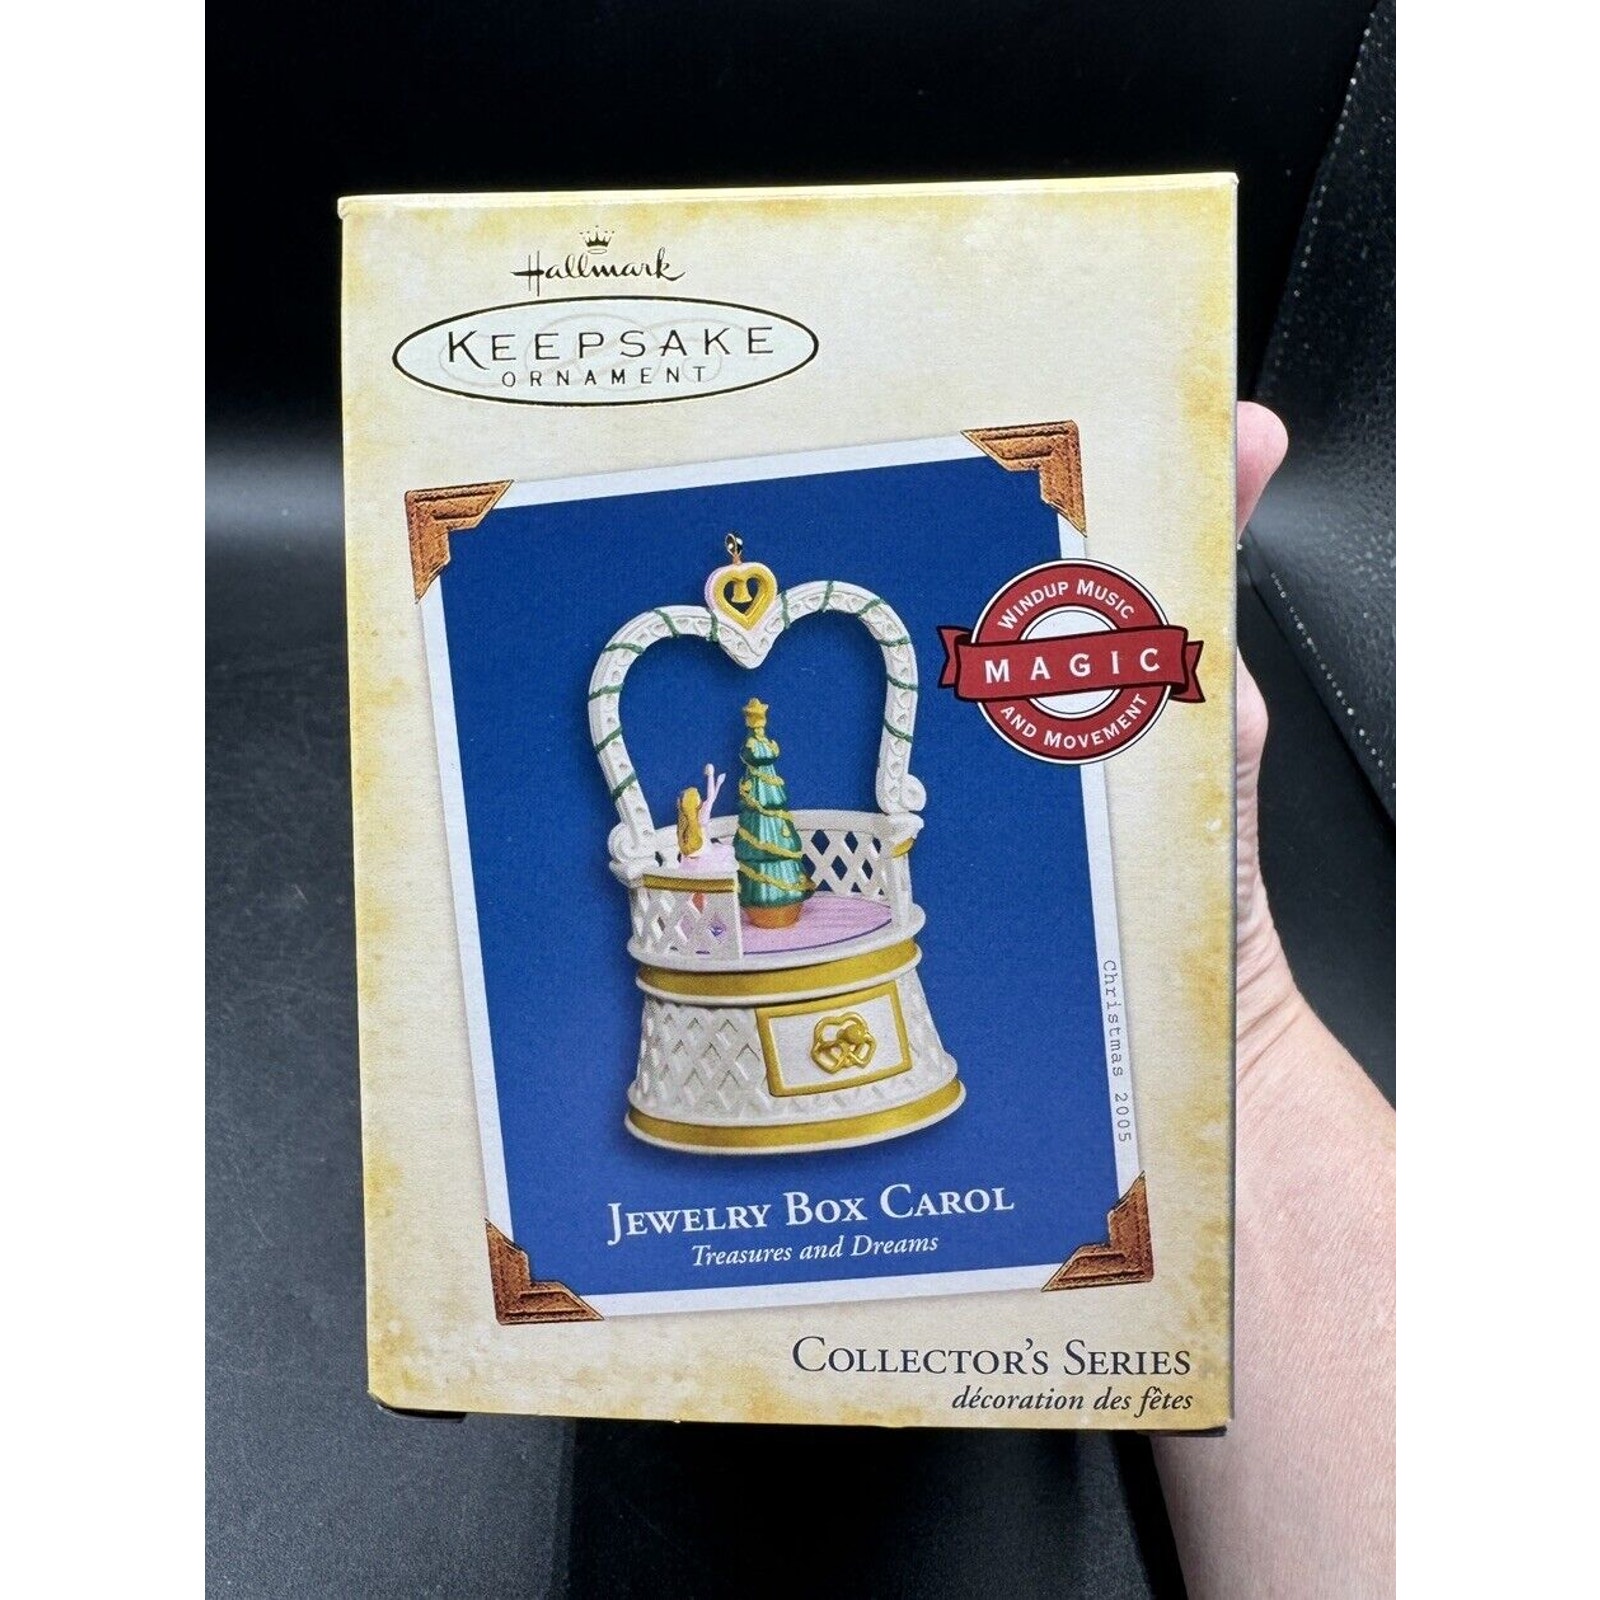 Hallmark
KEEPSAKE
ORNAMENT
WINDUP MUSIC
MAGIC
AND MOVEMENT
Christmas 2005
JEWELRY BOX CAROL
Treasures and Dreams
COLLECTOR'S SERIES
décoration des fêtes